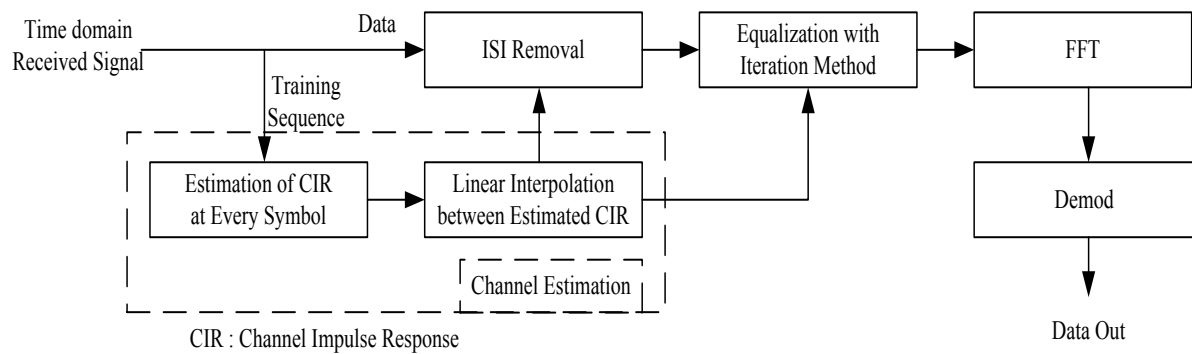 Time domain
Received Signal
Data
ISI Removal
Equalization with
Iteration Method
FFT
Training
Sequence
Estimation of CIR
at Every Symbol
Linear Interpolation
between Estimated CIR
Demod
Channel Estimation
CIR : Channel Impulse Response
Data Out